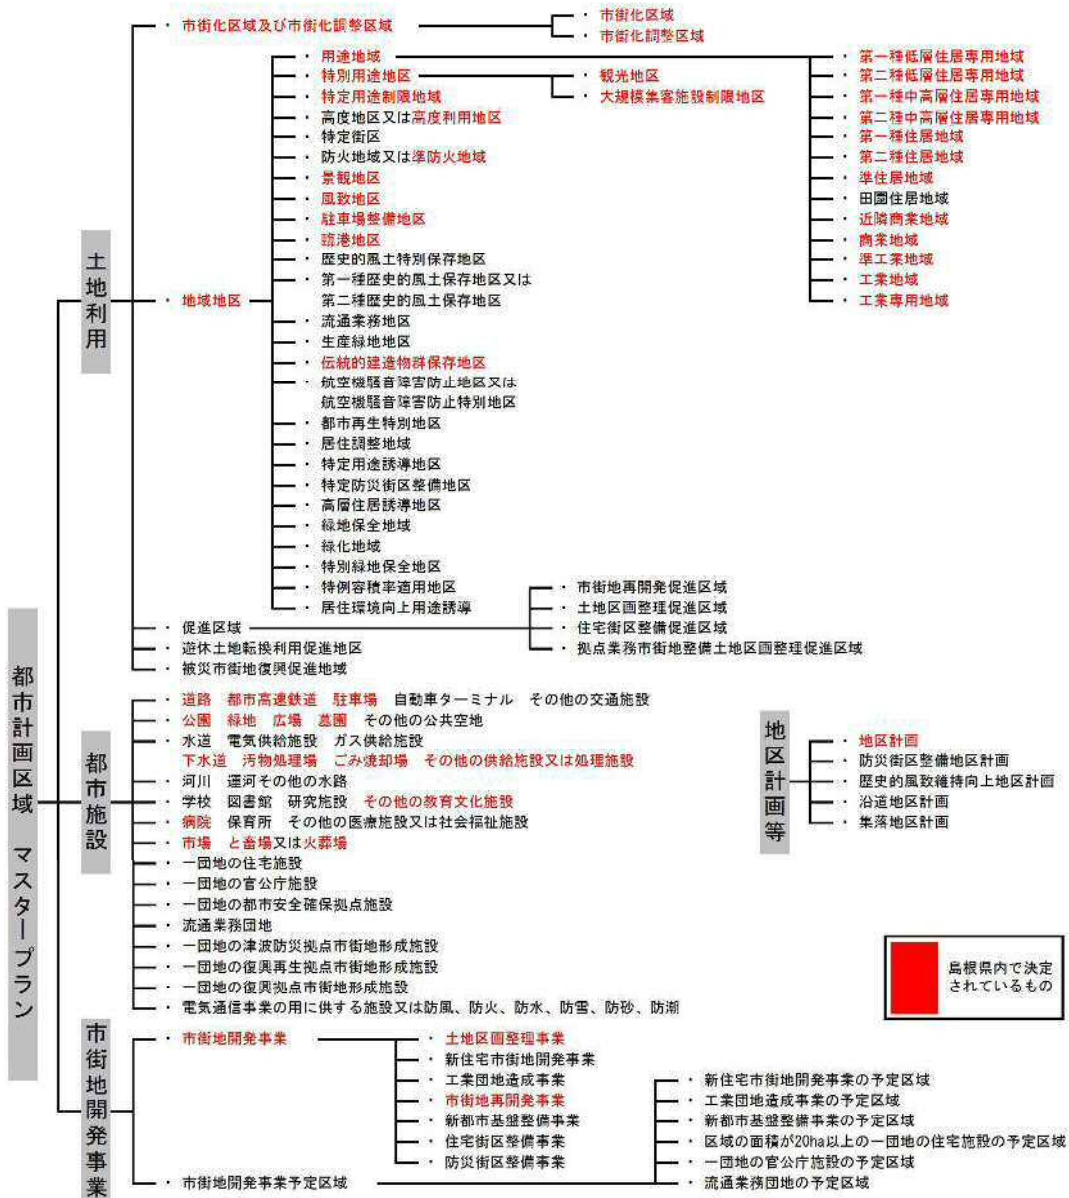 都市計画区域 マスタープラン
土地利用
・ 市街化区域及び市街化調整区域
・ 市街化区域
・ 市街化調整区域
・ 地域地区
・ 用途地域
・ 第一種低層住居専用地域
・ 第二種低層住居専用地域
・ 第一種中高層住居専用地域
・ 第二種中高層住居専用地域
・ 第一種住居地域
・ 第二種住居地域
・ 準住居地域
・ 田園住居地域
・ 近隣商業地域
・ 商業地域
・ 準工業地域
・ 工業地域
・ 工業専用地域
・ 特別用途地区
・ 観光地区
・ 大規模集客施設制限地区
・ 特定用途制限地域
・ 高度地区又は高度利用地区
・ 特定街区
・ 防火地域又は準防火地域
・ 景観地区
・ 風致地区
・ 駐車場整備地区
・ 臨港地区
・ 歴史的風土特別保存地区
・ 第一種歴史的風土保存地区又は
第二種歴史的風土保存地区
・ 流通業務地区
・ 生産緑地地区
・ 伝統的建造物群保存地区
・ 航空機騒音障害防止地区又は
航空機騒音障害防止特別地区
・ 都市再生特別地区
・ 居住調整地域
・ 特定用途誘導地区
・ 特定防災街区整備地区
・ 高層住居誘導地区
・ 緑地保全地域
・ 緑化地域
・ 特別緑地保全地区
・ 特例容積率適用地区
・ 居住環境向上用途誘導
・ 促進区域
・ 市街地再開発促進区域
・ 土地区画整理促進区域
・ 住宅街区整備促進区域
・ 拠点業務市街地整備土地区画整理促進区域
・ 遊休土地転換利用促進地区
・ 被災市街地復興促進地域
都市施設
・ 道路 都市高速鉄道 駐車場 自動車ターミナル その他の交通施設
・ 公園 緑地 広場 墓園 その他の公共空地
・ 水道 電気供給施設 ガス供給施設
下水道 汚物処理場 ごみ焼却場 その他の供給施設又は処理施設
・ 河川 運河その他の水路
・ 学校 図書館 研究施設 その他の教育文化施設
・ 病院 保育所 その他の医療施設又は社会福祉施設
・ 市場 と畜場又は火葬場
・ 一団地の住宅施設
・ 一団地の官公庁施設
・ 一団地の都市安全確保拠点施設
・ 流通業務団地
・ 一団地の津波防災拠点市街地形成施設
・ 一団地の復興再生拠点市街地形成施設
・ 一団地の復興拠点市街地形成施設
・ 電気通信事業の用に供する施設又は防風、防火、防水、防雪、防砂、防潮
地区計画等
・ 地区計画
・ 防災街区整備地区計画
・ 歴史的風致維持向上地区計画
・ 沿道地区計画
・ 集落地区計画
島根県内で決定
されているもの
市街地開発事業
・ 市街地開発事業
・ 土地区画整理事業
・ 新住宅市街地開発事業
・ 工業団地造成事業
・ 市街地再開発事業
・ 新都市基盤整備事業
・ 住宅街区整備事業
・ 防災街区整備事業
・ 市街地開発事業予定区域
・ 新住宅市街地開発事業の予定区域
・ 工業団地造成事業の予定区域
・ 新都市基盤整備事業の予定区域
・ 区域の面積が20ha以上の一団地の住宅施設の予定区域
・ 一団地の官公庁施設の予定区域
・ 流通業務団地の予定区域